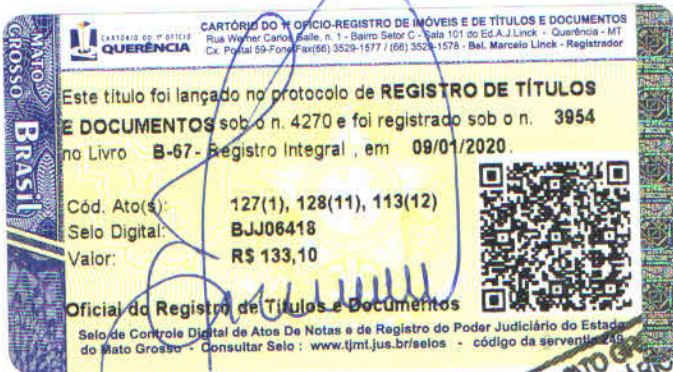 CARTÓRIO DO 1º OFÍCIO
QUERÊNCIA
CARTÓRIO DO 1º OFICIO-REGISTRO DE IMÓVEIS E DE TÍTULOS E DOCUMENTOS
Rua Werner Carlos Galle, n. 1 - Bairro Setor C - Sala 101 do Ed.A.J.Linck - Querência - MT
Cx. Postal 59-Fone/Fax(66) 3529-1577 / (66) 3529-1578 - Bel. Marcelo Linck - Registrador
MATO
GROSSO
BRASIL
Este título foi lançado no protocolo de REGISTRO DE TÍTULOS
E DOCUMENTOS sob o n. 4270 e foi registrado sob o n. 3954
no Livro B-67- Registro Integral , em 09/01/2020.
Cód. Ato(s): 127(1), 128(11), 113(12)
Selo Digital: BJJ06418
Valor: R$ 133,10
Oficial do Registro de Títulos e Documentos
Selo de Controle Digital de Atos De Notas e de Registro do Poder Judiciário do Estado
do Mato Grosso - Consultar Selo : www.tjmt.jus.br/selos - código da serventia 249